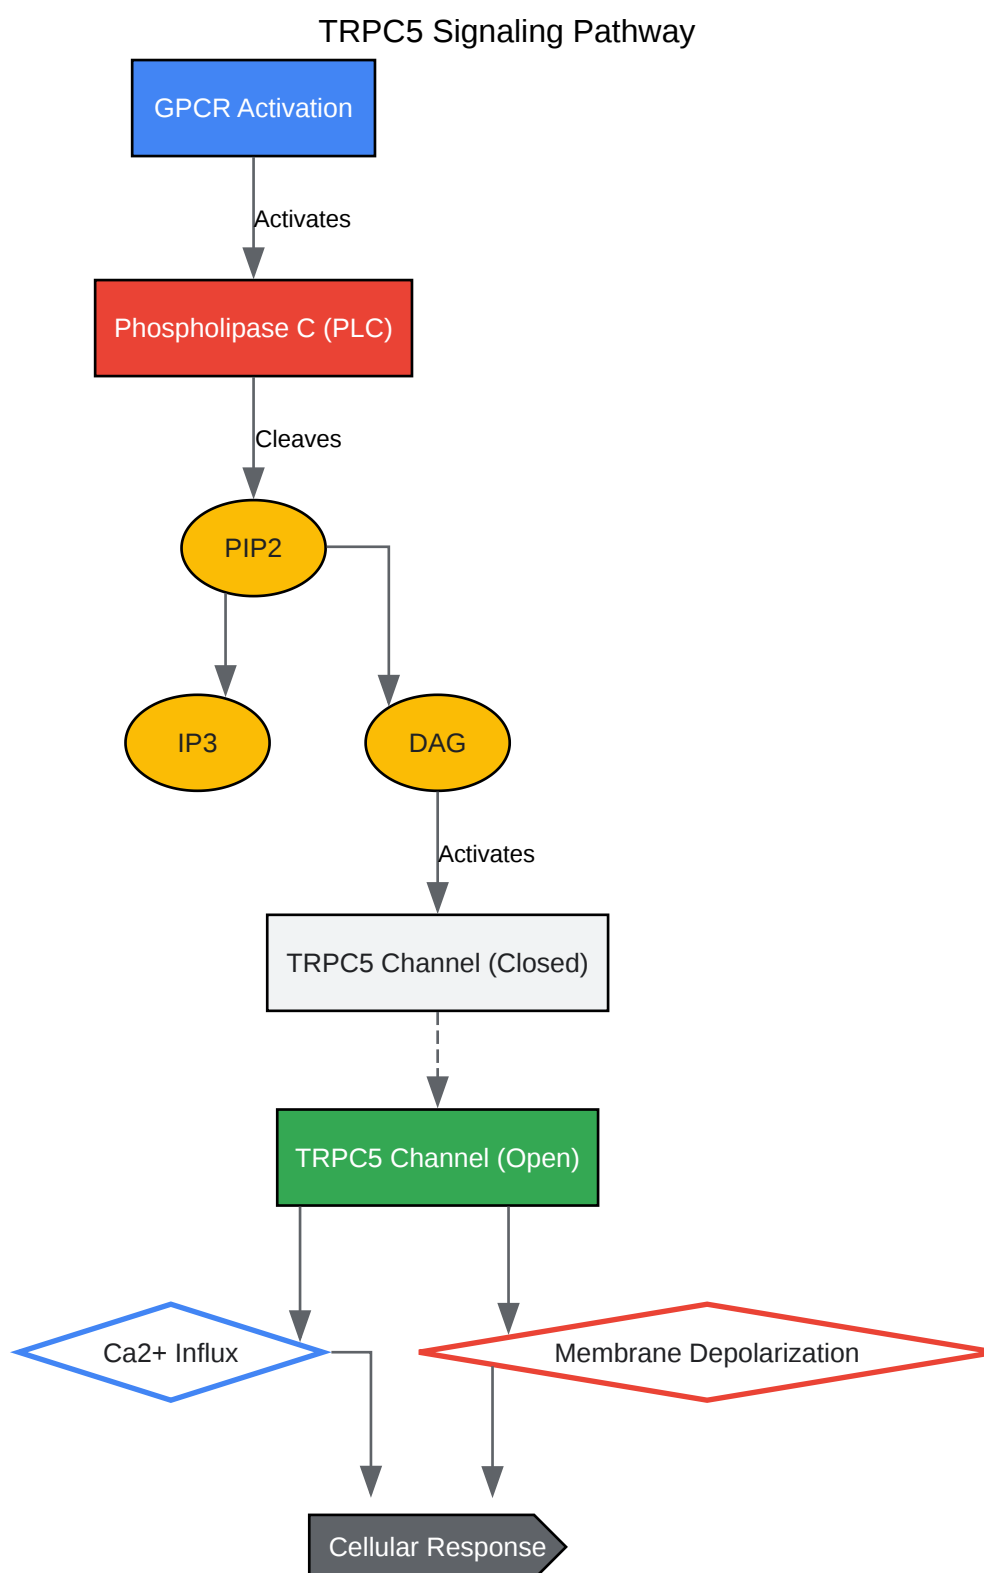 TRPC5 Signaling Pathway
GPCR Activation
Activates
Phospholipase C (PLC)
Cleaves
PIP2
IP3
DAG
Activates
TRPC5 Channel (Closed)
TRPC5 Channel (Open)
Ca2+ Influx
Membrane Depolarization
Cellular Response